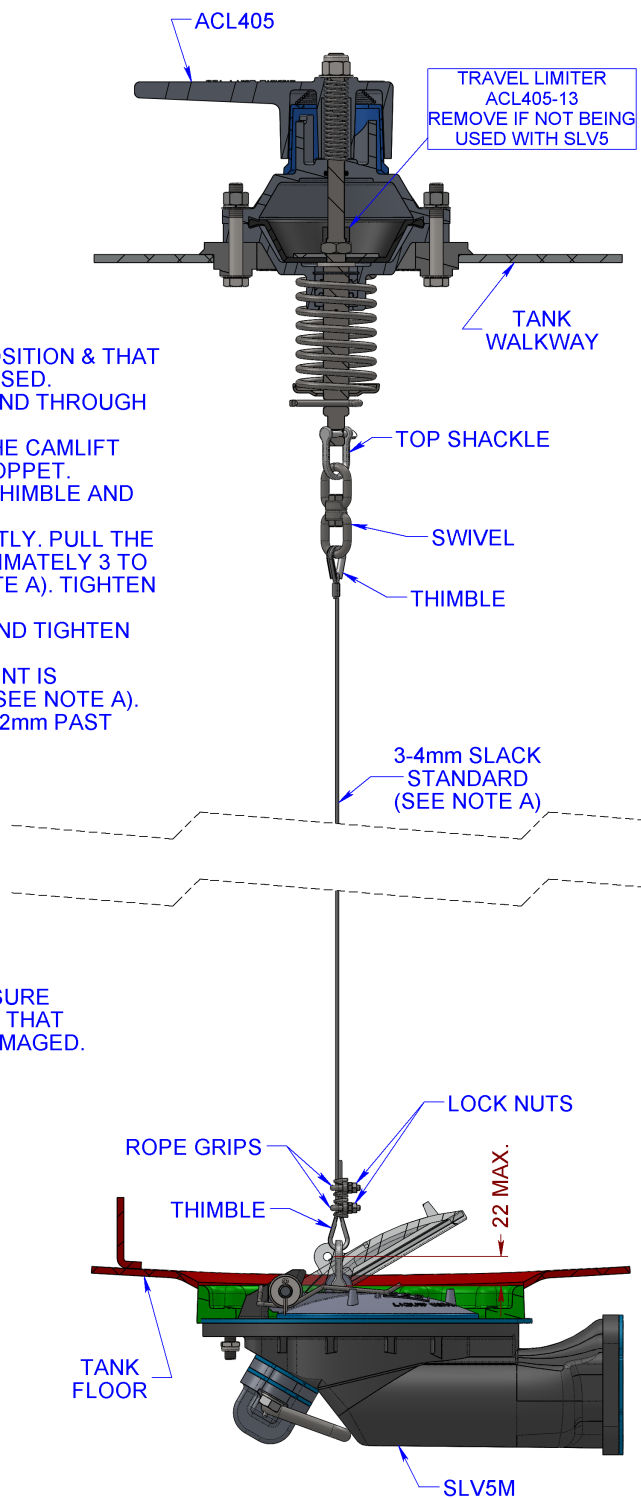 ACL405
TRAVEL LIMITER
ACL405-13
REMOVE IF NOT BEING
USED WITH SLV5
TANK
WALKWAY
OSITION & THAT
SED.
ND THROUGH
HE CAMLIFT
OPPET.
THIMBLE AND
TLY. PULL THE
XIMATELY 3 TO
TE A). TIGHTEN
ND TIGHTEN
NT IS
SEE NOTE A).
2mm PAST
TOP SHACKLE
SWIVEL
THIMBLE
3-4mm SLACK
STANDARD
(SEE NOTE A)
SURE
THAT
MAGED.
LOCK NUTS
ROPE GRIPS
THIMBLE
22 MAX.
TANK
FLOOR
SLV5M